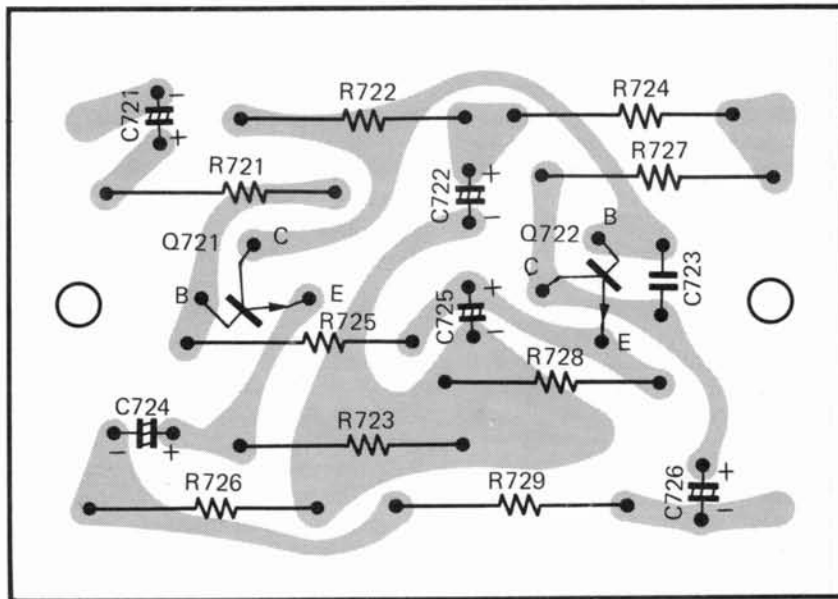 C721
-
+
R722
R724
R721
R727
C722
+
-
Q721
C
B
E
Q722
B
C
E
C723
R725
C725
+
-
R728
C724
-
+
R723
R726
R729
C726
+
-